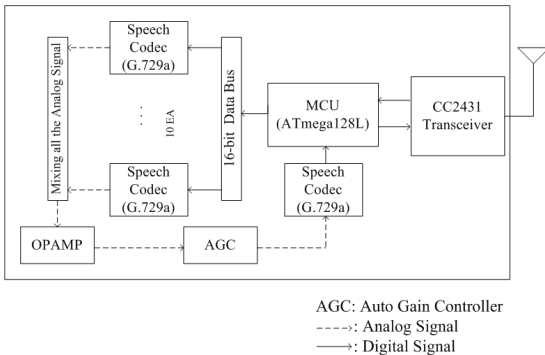 Mixing all the Analog Signal
Speech
Codec
(G.729a)
. . .
10 EA
Speech
Codec
(G.729a)
16-bit Data Bus
MCU
(ATmega128L)
CC2431
Transceiver
Speech
Codec
(G.729a)
OPAMP
AGC
AGC: Auto Gain Controller
: Analog Signal
: Digital Signal